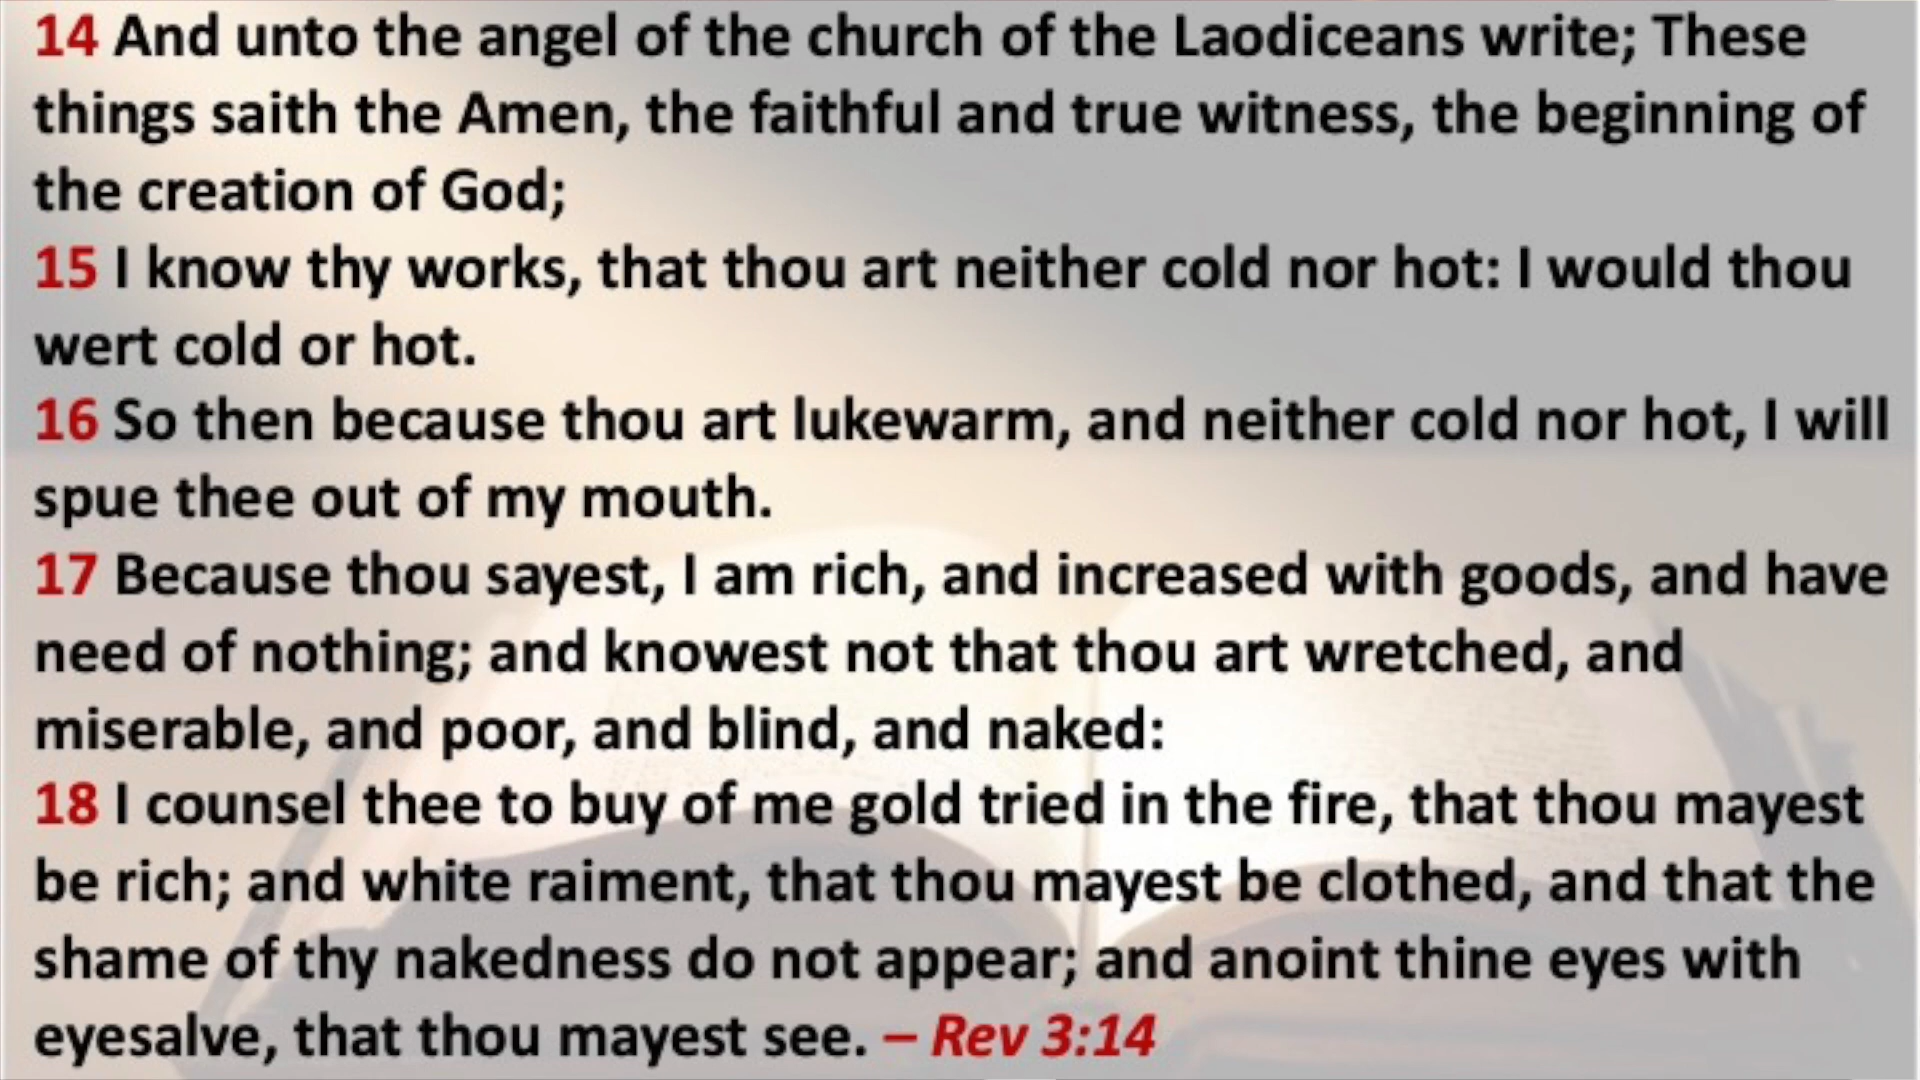 14 And unto the angel of the church of the Laodiceans write; These
things saith the Amen, the faithful and true witness, the beginning of
the creation of God;
15 I know thy works, that thou art neither cold nor hot: I would thou
wert cold or hot.
16 So then because thou art lukewarm, and neither cold nor hot, I will
spue thee out of my mouth.
17 Because thou sayest, I am rich, and increased with goods, and have
need of nothing; and knowest not that thou art wretched, and
miserable, and poor, and blind, and naked:
18 I counsel thee to buy of me gold tried in the fire, that thou mayest
be rich; and white raiment, that thou mayest be clothed, and that the
shame of thy nakedness do not appear; and anoint thine eyes with
eyesalve, that thou mayest see. – Rev 3:14